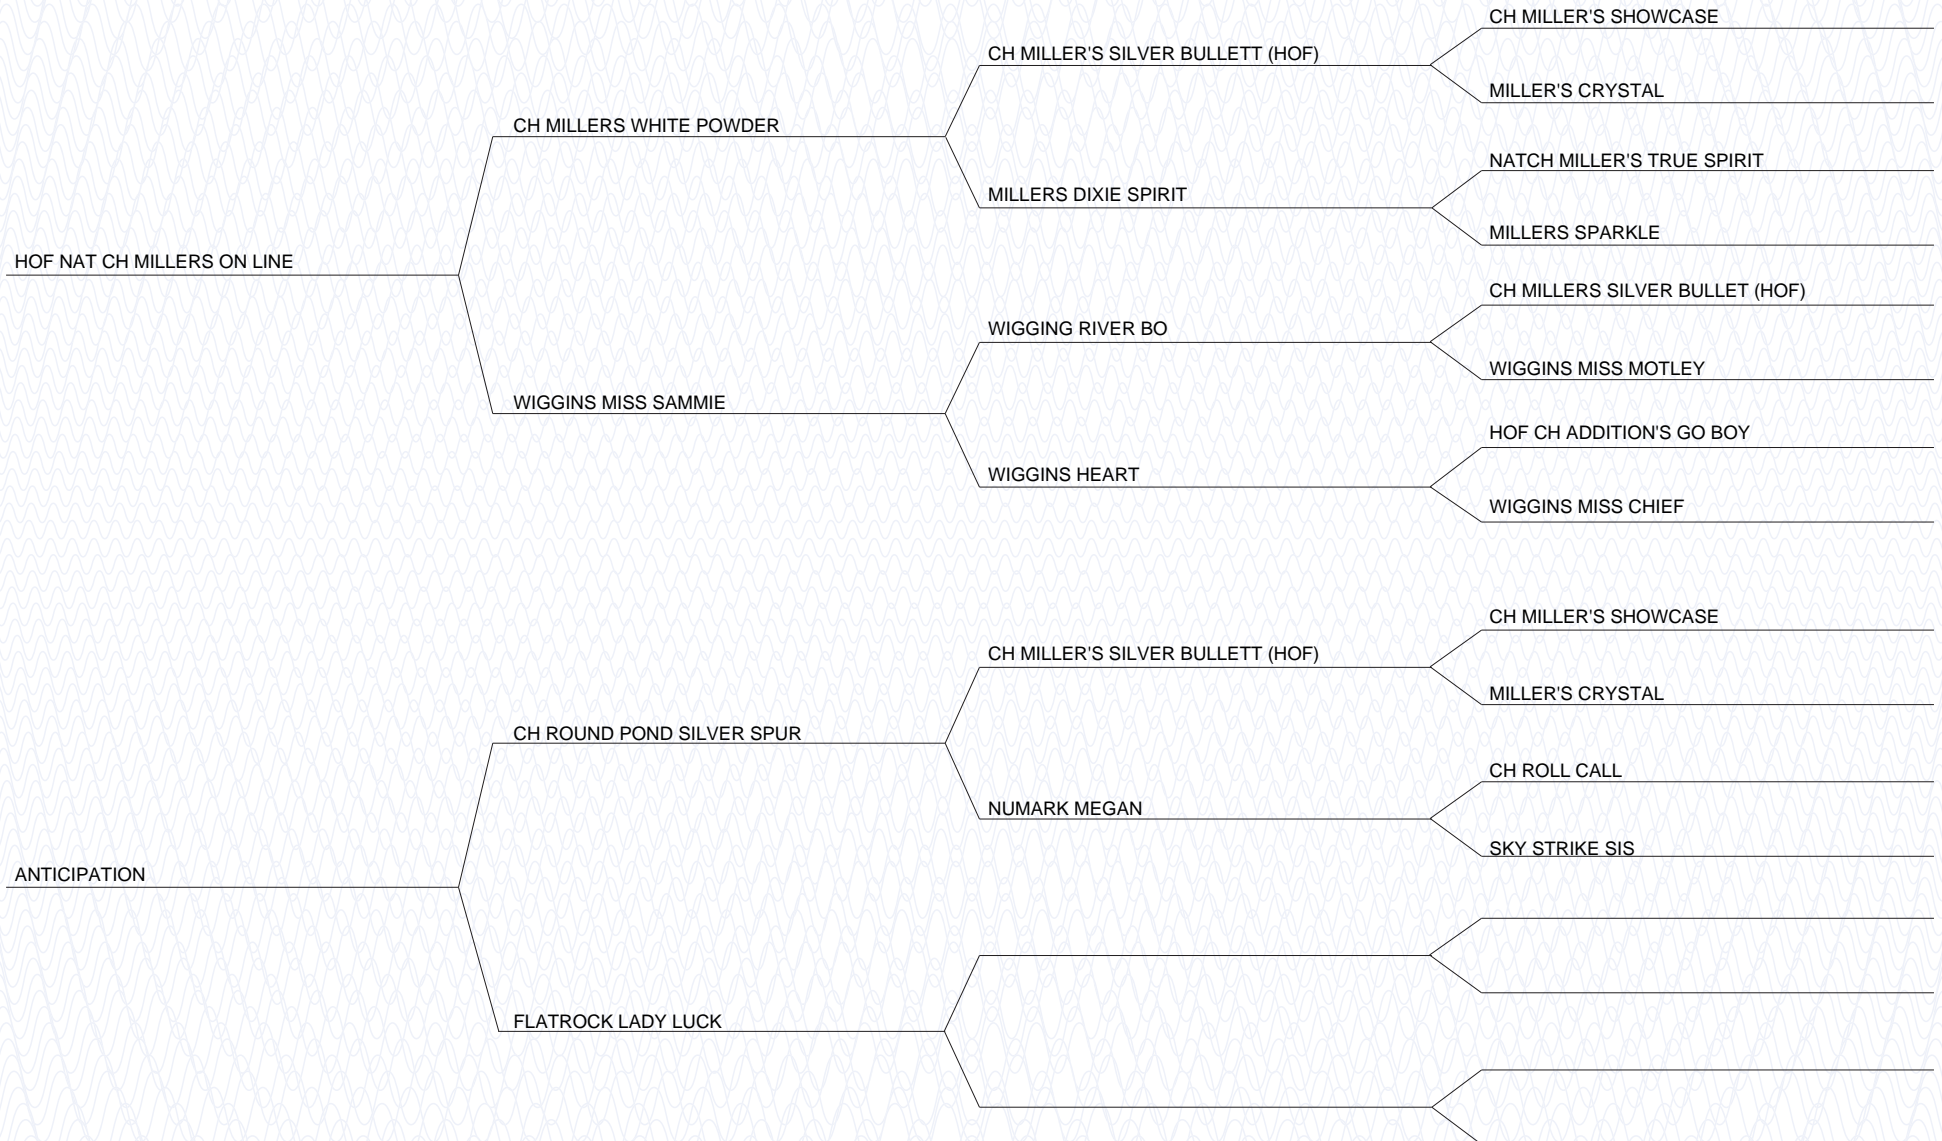 CH MILLER'S SHOWCASE
CH MILLER'S SILVER BULLETT (HOF)
MILLER'S CRYSTAL
CH MILLERS WHITE POWDER
NATCH MILLER'S TRUE SPIRIT
MILLERS DIXIE SPIRIT
MILLERS SPARKLE
HOF NAT CH MILLERS ON LINE
CH MILLERS SILVER BULLET (HOF)
WIGGING RIVER BO
WIGGINS MISS MOTLEY
WIGGINS MISS SAMMIE
HOF CH ADDITION'S GO BOY
WIGGINS HEART
WIGGINS MISS CHIEF
CH MILLER'S SHOWCASE
CH MILLER'S SILVER BULLETT (HOF)
MILLER'S CRYSTAL
CH ROUND POND SILVER SPUR
CH ROLL CALL
NUMARK MEGAN
SKY STRIKE SIS
ANTICIPATION
FLATROCK LADY LUCK